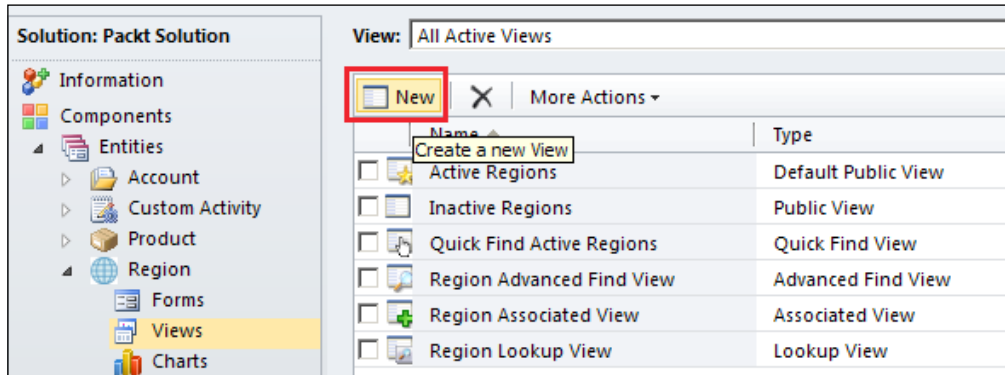 Solution: Packt Solution
Information
Components
Entities
Account
Custom Activity
Product
Region
Forms
Views
Charts
View: All Active Views
New More Actions
Name Type
Create a new View
Active Regions Default Public View
Inactive Regions Public View
Quick Find Active Regions Quick Find View
Region Advanced Find View Advanced Find View
Region Associated View Associated View
Region Lookup View Lookup View